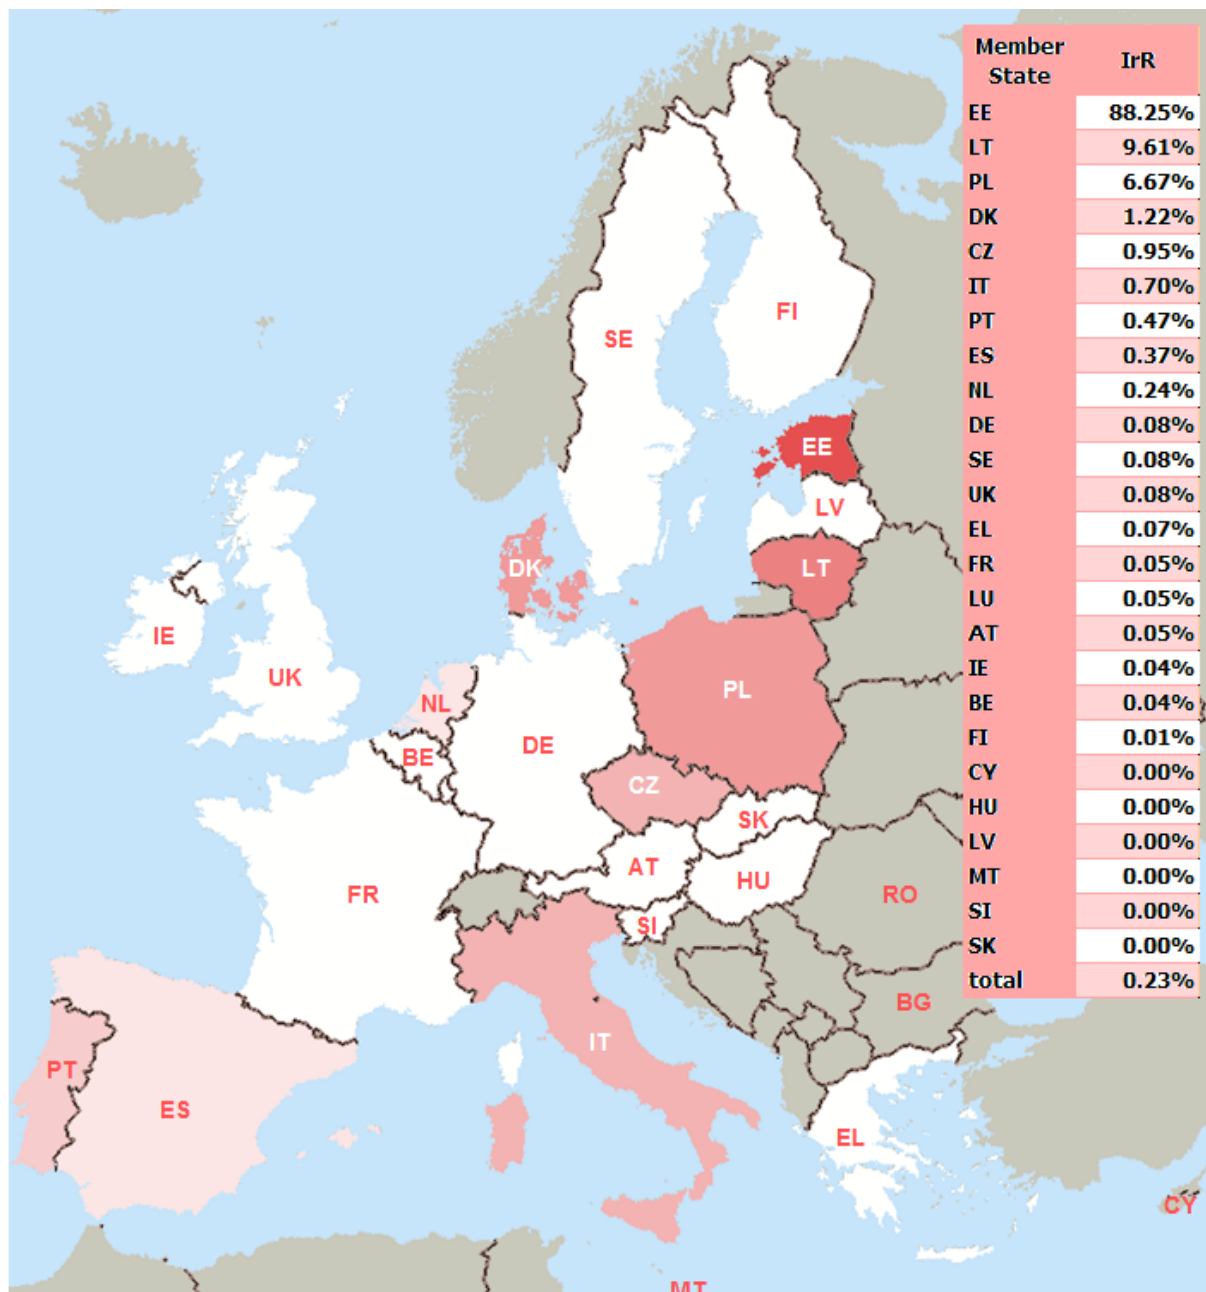 Member State IrR
EE 88.25%
LT 9.61%
PL 6.67%
DK 1.22%
CZ 0.95%
IT 0.70%
PT 0.47%
ES 0.37%
NL 0.24%
DE 0.08%
SE 0.08%
UK 0.08%
EL 0.07%
FR 0.05%
LU 0.05%
AT 0.05%
IE 0.04%
BE 0.04%
FI 0.01%
CY 0.00%
HU 0.00%
LV 0.00%
MT 0.00%
SI 0.00%
SK 0.00%
total 0.23%
FI
SE
EE
LV
DK
LT
IE
UK
PL
NL
DE
BE
CZ
SK
AT
HU
FR
RO
SI
BG
IT
PT
ES
EL
CY
MT